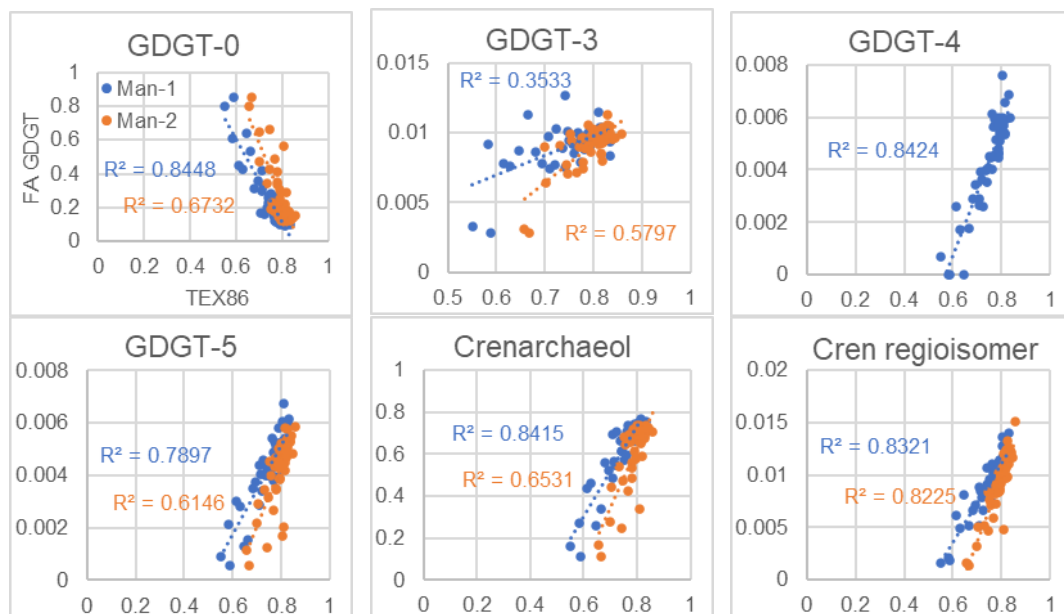 GDGT-0
1
0.8
0.6
0.4
0.2
0
FA GDGT
Man-1
Man-2
R² = 0.8448
R² = 0.6732
0 0.2 0.4 0.6 0.8 1
TEX86
GDGT-3
0.015
0.01
0.005
0
R² = 0.3533
R² = 0.5797
0.5 0.6 0.7 0.8 0.9 1
GDGT-4
0.008
0.006
0.004
0.002
0
R² = 0.8424
0 0.2 0.4 0.6 0.8 1
GDGT-5
0.008
0.006
0.004
0.002
0
R² = 0.7897
R² = 0.6146
0 0.2 0.4 0.6 0.8 1
Crenarchaeol
1
0.8
0.6
0.4
0.2
0
R² = 0.8415
R² = 0.6531
0 0.2 0.4 0.6 0.8 1
Cren regioisomer
0.02
0.015
0.01
0.005
0
R² = 0.8321
R² = 0.8225
0 0.2 0.4 0.6 0.8 1